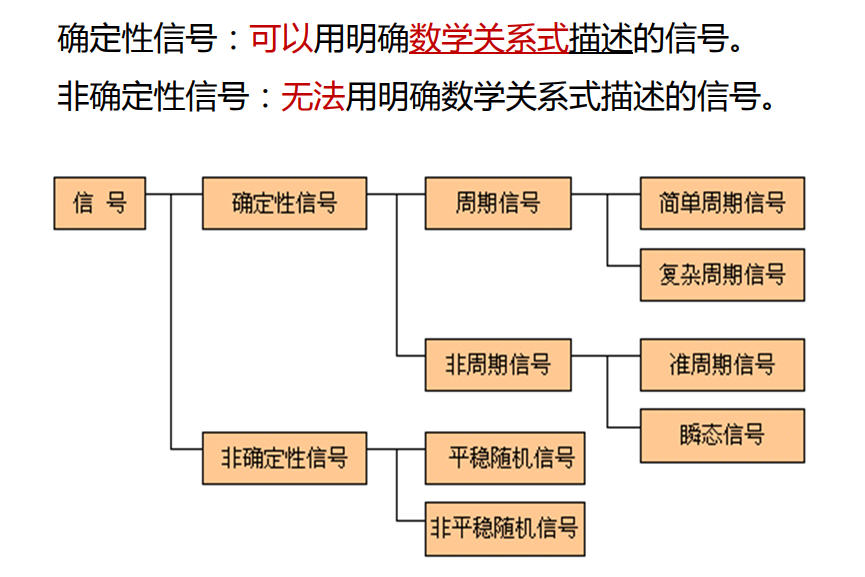 确定性信号：可以用明确数学关系式描述的信号。
非确定性信号：无法用明确数学关系式描述的信号。
信 号
确定性信号
周期信号
简单周期信号
复杂周期信号
非周期信号
准周期信号
瞬态信号
非确定性信号
平稳随机信号
非平稳随机信号